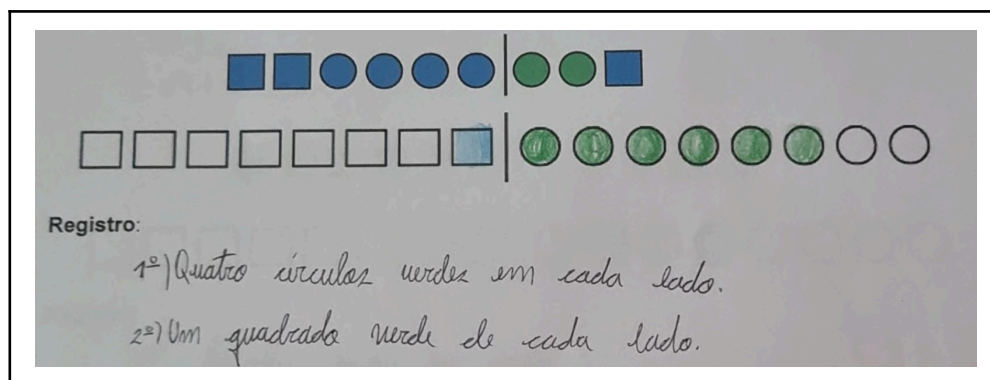 Registro:
1º) Quatro círculos verdes em cada lado.
2º) Um quadrado verde de cada lado.